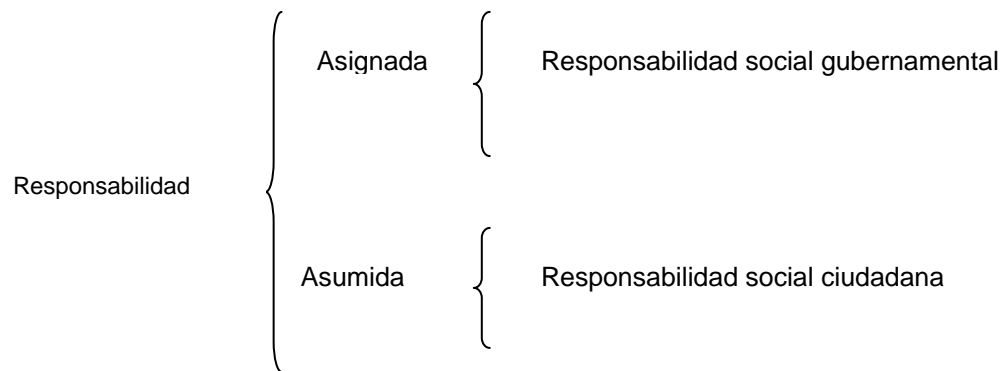 Asignada Responsabilidad social gubernamental
Responsabilidad
Asumida Responsabilidad social ciudadana